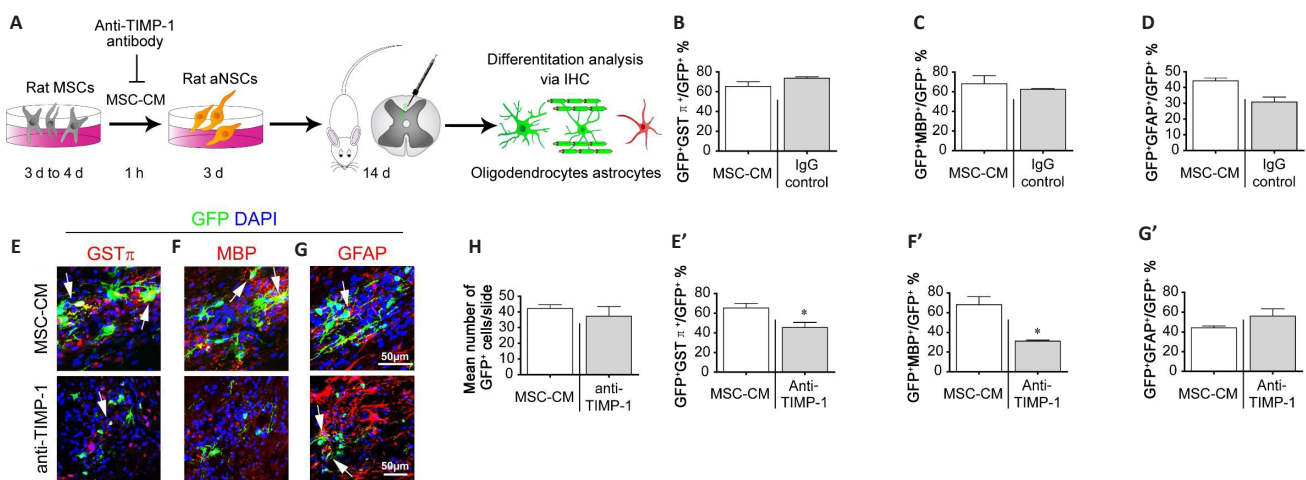 A
Anti-TIMP-1
antibody
Rat MSCs
MSC-CM
Rat aNSCs
Differentitation analysis
via IHC
3 d to 4 d
1 h
3 d
14 d
Oligodendrocytes astrocytes
B
GFP⁺GST π⁺/GFP⁺ %
80
60
40
20
0
MSC-CM
IgG
control
C
GFP⁺MBP⁺/GFP⁺ %
80
60
40
20
0
MSC-CM
IgG
control
D
GFP⁺GFAP⁺/GFP⁺ %
50
40
30
20
10
0
MSC-CM
IgG
control
GFP DAPI
E
GSTπ
F
MBP
G
GFAP
MSC-CM
50μm
anti-TIMP-1
50μm
H
Mean number of
GFP⁺ cells/slide
50
40
30
20
10
0
MSC-CM
anti-
TIMP-1
E'
GFP⁺GST π⁺/GFP⁺ %
100
80
60
40
20
0
*
MSC-CM
Anti-
TIMP-1
F'
GFP⁺MBP⁺/GFP⁺ %
100
80
60
40
20
0
*
MSC-CM
Anti-
TIMP-1
G'
GFP⁺GFAP⁺/GFP⁺ %
80
60
40
20
0
MSC-CM
Anti-
TIMP-1